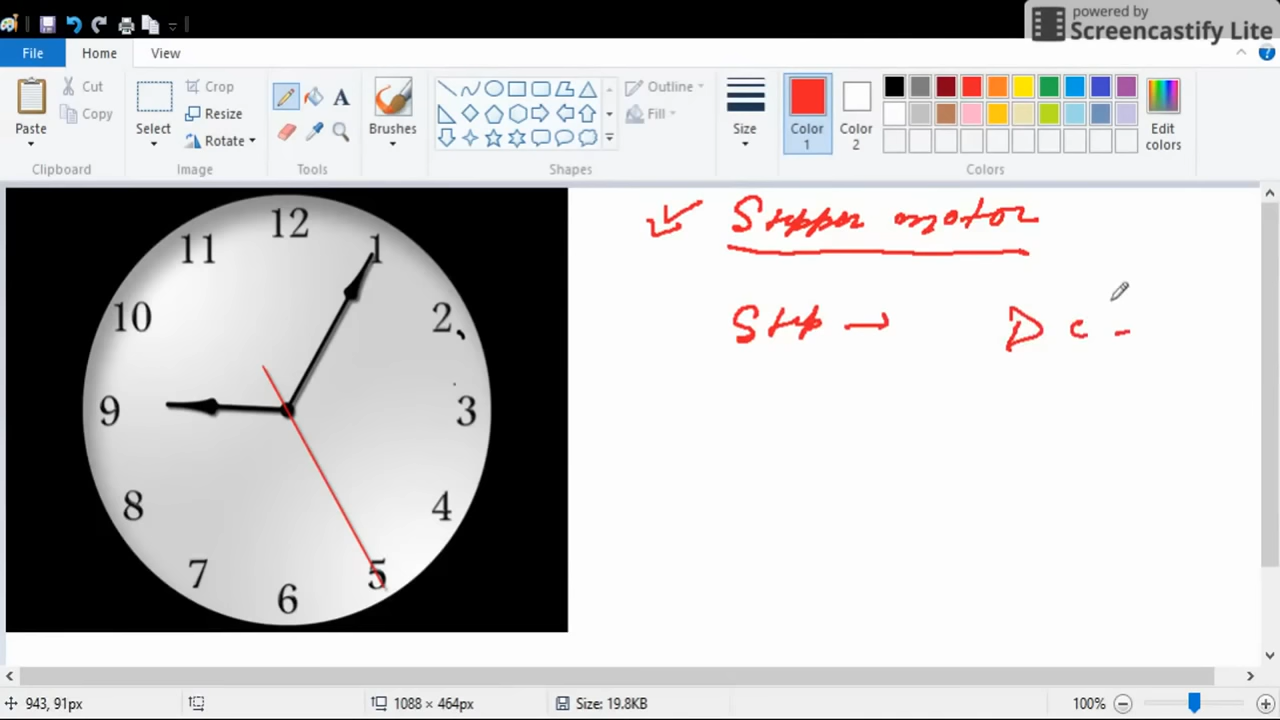 powered by
Screencastify Lite
File Home View
Paste
Cut
Copy
Clipboard
Select
Crop
Resize
Rotate
Image
A
Tools
Brushes
Outline
Fill
Shapes
Size
Color 1
Color 2
Edit colors
Colors
12
11 1
10 2
9 3
8 4
7 5
6
Stepper motor
Step → D c -
943, 91px
1088 × 464px
Size: 19.8KB
100%